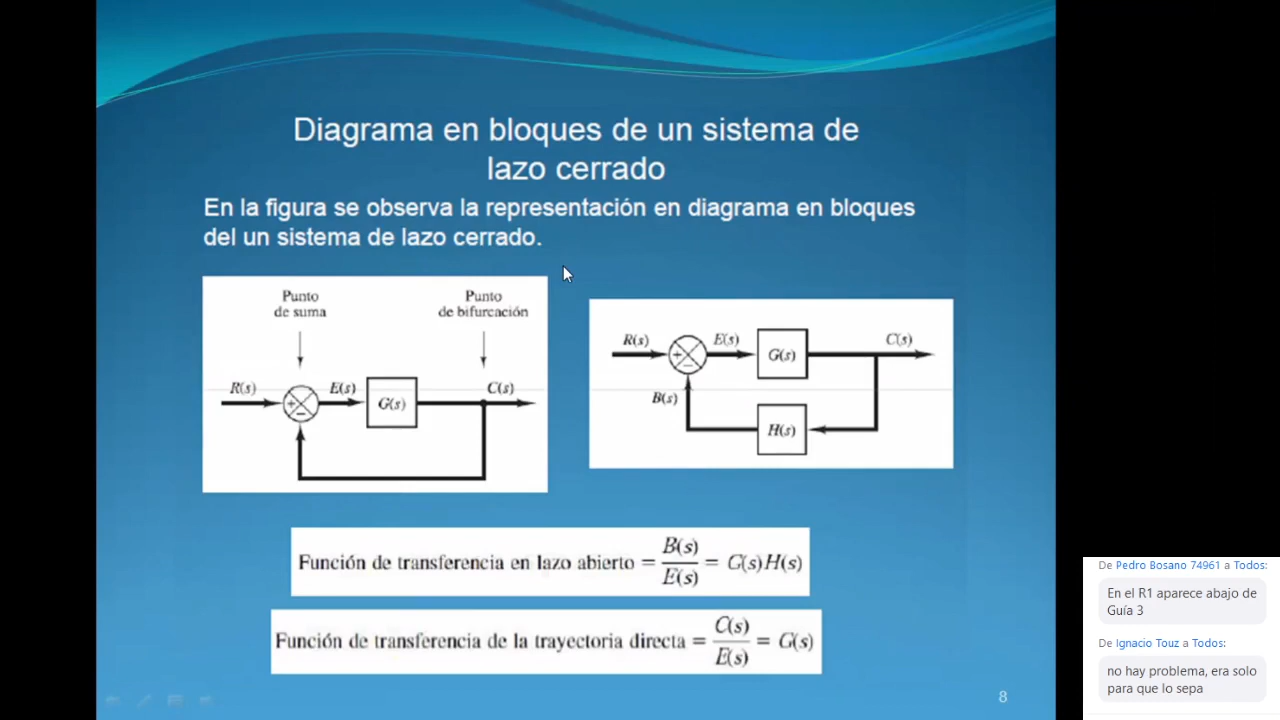 Diagrama en bloques de un sistema de
lazo cerrado
En la figura se observa la representación en diagrama en bloques
del un sistema de lazo cerrado.
Punto
de suma
Punto
de bifurcación
R(s)
E(s)
G(s)
C(s)
+
−
R(s)
E(s)
G(s)
C(s)
+
−
B(s)
H(s)
Función de transferencia en lazo abierto = B(s)/E(s) = G(s)H(s)
Función de transferencia de la trayectoria directa = C(s)/E(s) = G(s)
8
De Pedro Bosano 74961 a Todos:
En el R1 aparece abajo de
Guía 3
De Ignacio Touz a Todos:
no hay problema, era solo
para que lo sepa